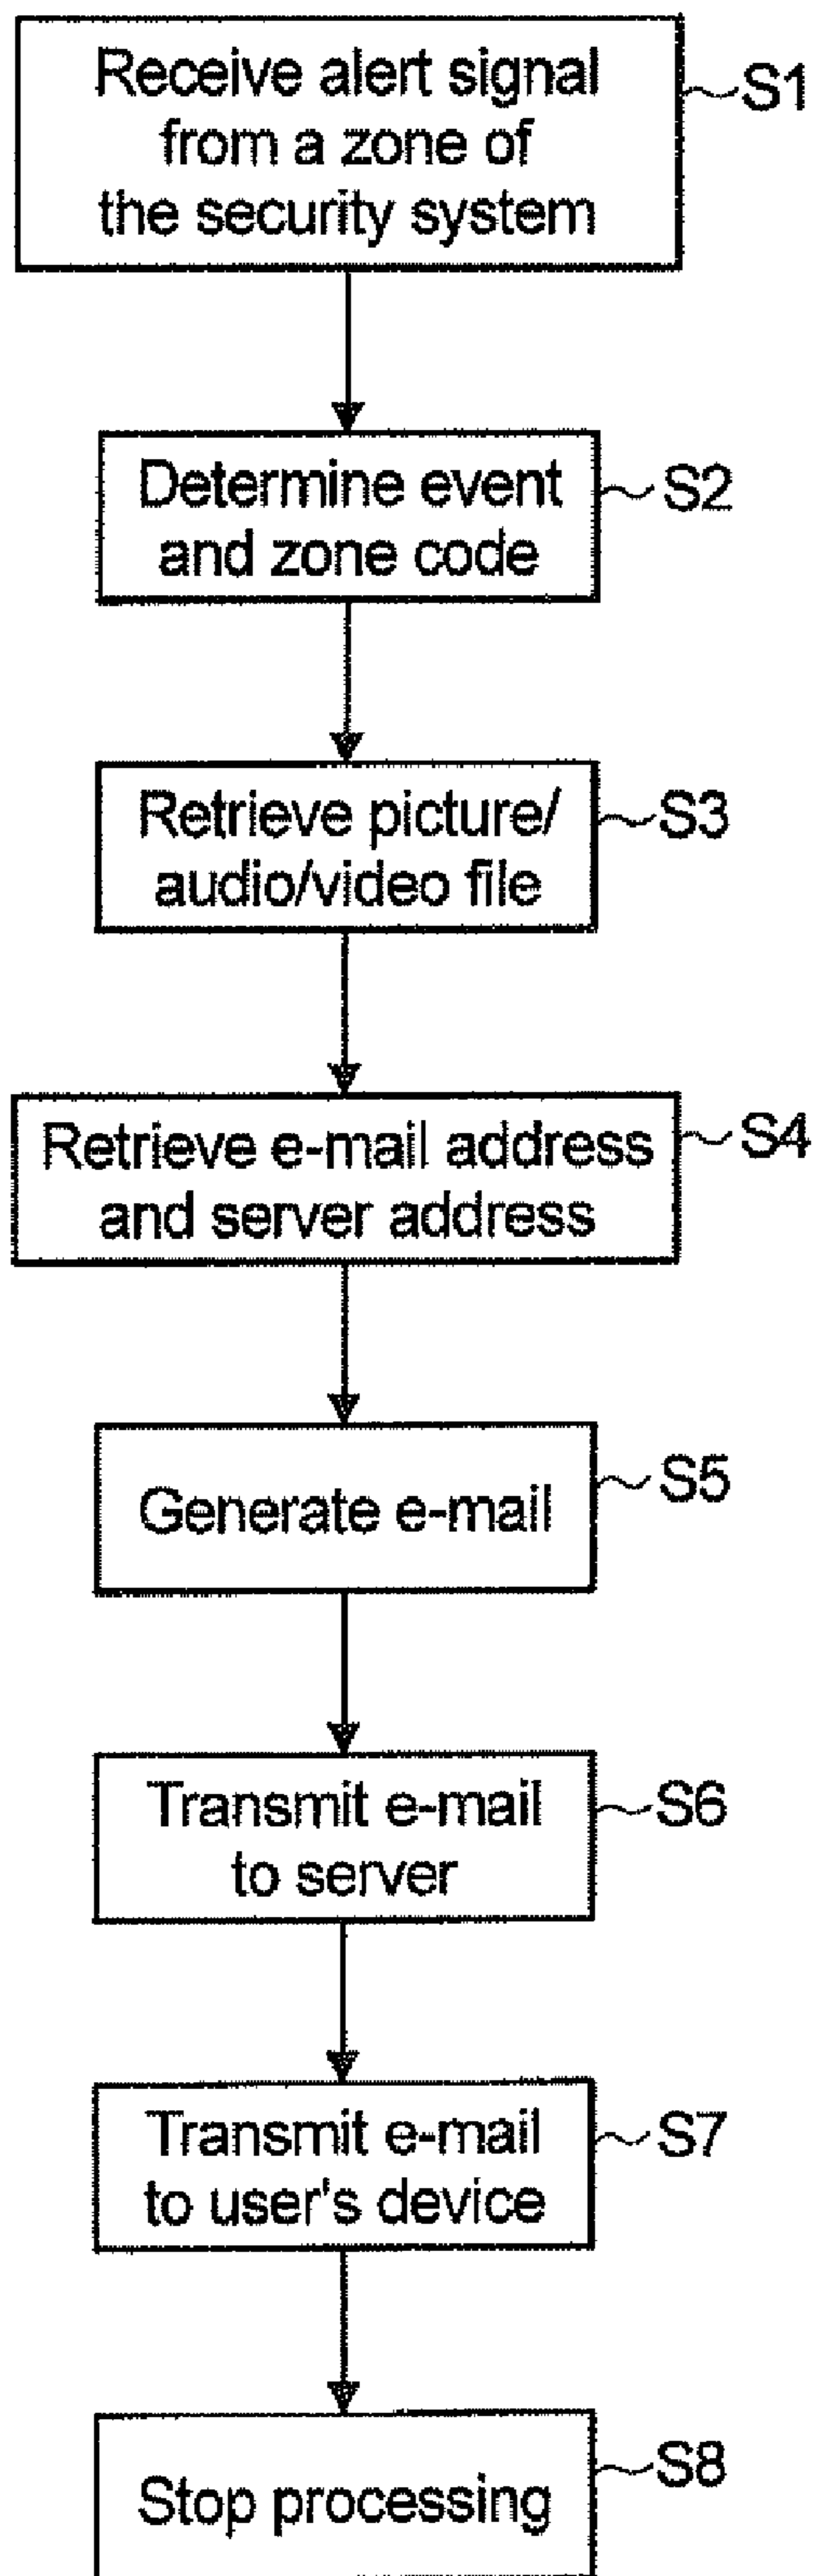 Receive alert signal
from a zone of
the security system
S1
Determine event
and zone code
S2
Retrieve picture/
audio/video file
S3
Retrieve e-mail address
and server address
S4
Generate e-mail
S5
Transmit e-mail
to server
S6
Transmit e-mail
to user's device
S7
Stop processing
S8